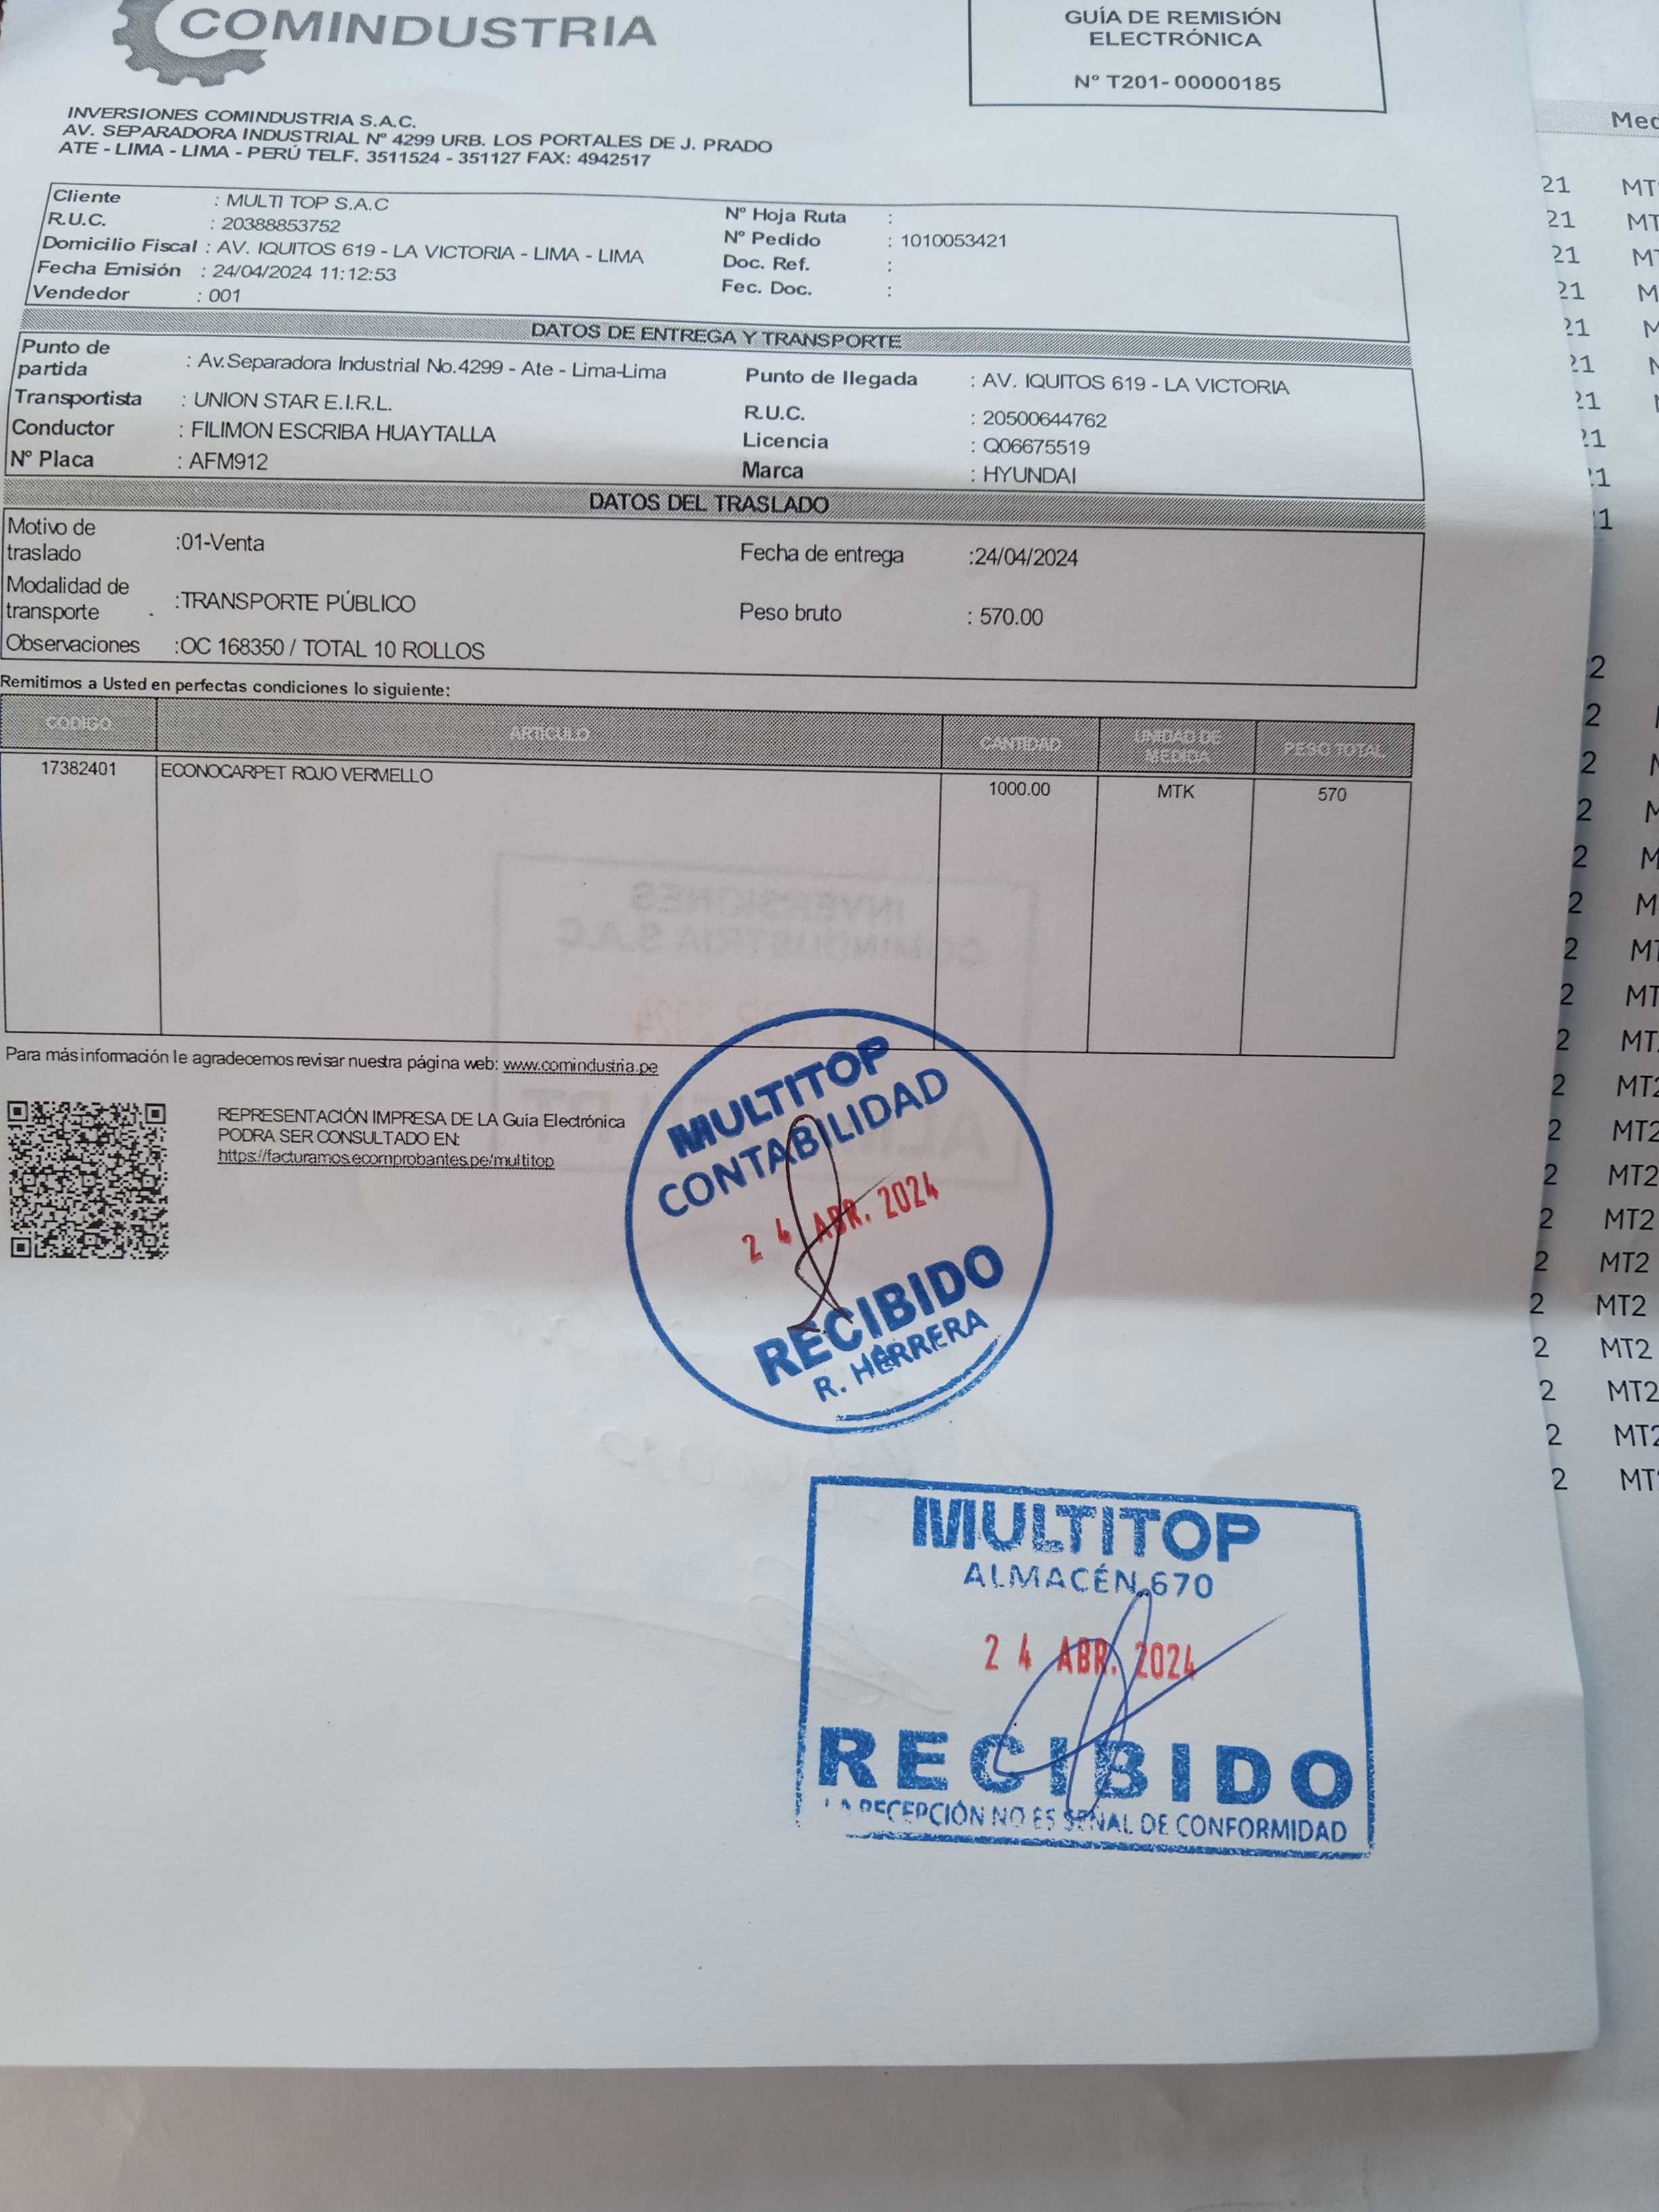 COMINDUSTRIA
GUÍA DE REMISIÓN
ELECTRÓNICA
Nº T201-00000185
INVERSIONES COMINDUSTRIA S.A.C.
AV. SEPARADORA INDUSTRIAL Nº 4299 URB. LOS PORTALES DE J. PRADO
ATE - LIMA - LIMA - PERÚ TELF. 3511524 - 351127 FAX: 4942517
Cliente : MULTI TOP S.A.C
R.U.C. : 20388853752
Domicilio Fiscal : AV. IQUITOS 619 - LA VICTORIA - LIMA - LIMA
Fecha Emisión : 24/04/2024 11:12:53
Vendedor : 001
Nº Hoja Ruta :
Nº Pedido : 1010053421
Doc. Ref. :
Fec. Doc. :
DATOS DE ENTREGA Y TRANSPORTE
Punto de partida : Av.Separadora Industrial No.4299 - Ate - Lima-Lima
Punto de llegada : AV. IQUITOS 619 - LA VICTORIA
Transportista : UNION STAR E.I.R.L.
R.U.C. : 20500644762
Conductor : FILIMON ESCRIBA HUAYTALLA
Licencia : Q06675519
Nº Placa : AFM912
Marca : HYUNDAI
DATOS DEL TRASLADO
Motivo de traslado :01-Venta
Fecha de entrega :24/04/2024
Modalidad de transporte :TRANSPORTE PÚBLICO
Peso bruto : 570.00
Observaciones :OC 168350 / TOTAL 10 ROLLOS
Remitimos a Usted en perfectas condiciones lo siguiente:
CÓDIGO ARTÍCULO CANTIDAD UNIDAD DE MEDIDA PESO TOTAL
17382401 ECONOCARPET ROJO VERMELLO 1000.00 MTK 570
Para más información le agradecemos revisar nuestra página web: www.comindustria.pe
REPRESENTACIÓN IMPRESA DE LA Guía Electrónica
PODRA SER CONSULTADO EN:
https://facturamos.ecomprobantes.pe/multitop
MULTITOP
CONTABILIDAD
24 ABR. 2024
RECIBIDO
R. HERRERA
MULTITOP
ALMACÉN 670
24 ABR. 2024
RECIBIDO
LA RECEPCIÓN NO ES SEÑAL DE CONFORMIDAD